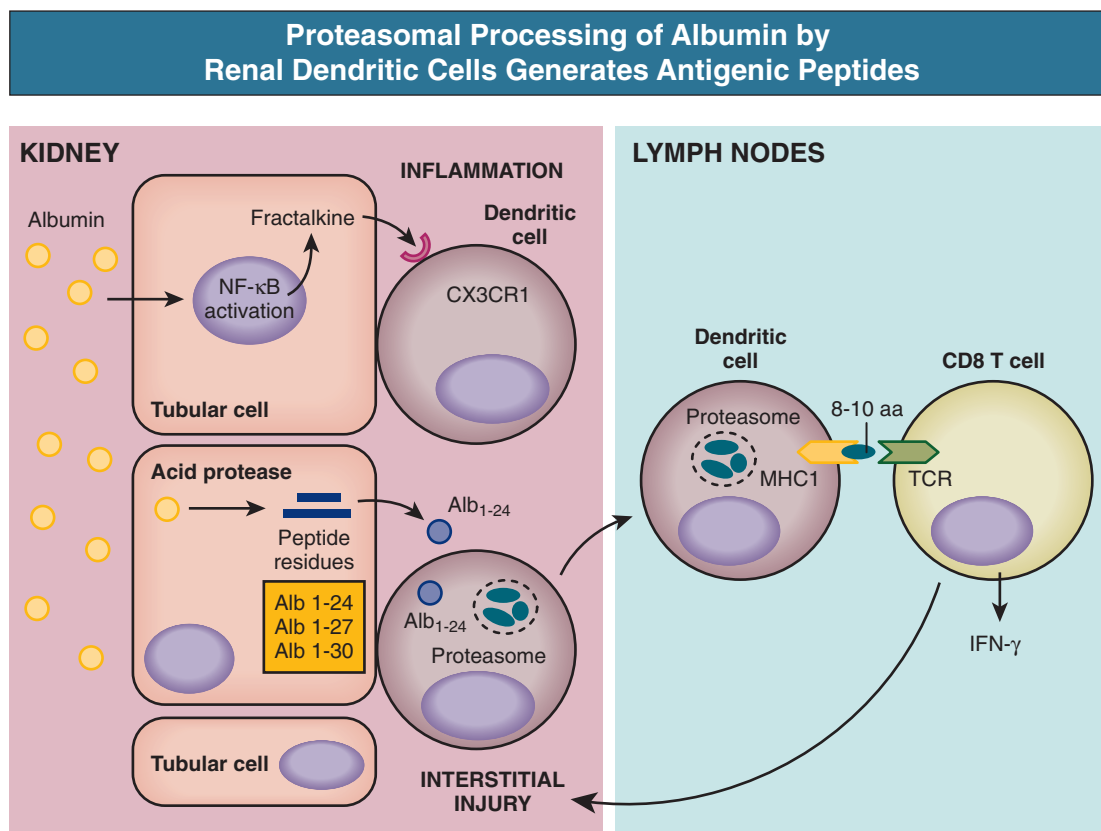 Proteasomal Processing of Albumin by
Renal Dendritic Cells Generates Antigenic Peptides
KIDNEY
INFLAMMATION
Albumin
Fractalkine
Dendritic
cell
NF-κB
activation
CX3CR1
Tubular cell
Acid protease
Peptide
residues
Alb 1-24
Alb 1-27
Alb 1-30
Alb1-24
Alb1-24
Proteasome
Tubular cell
INTERSTITIAL
INJURY
LYMPH NODES
Dendritic
cell
CD8 T cell
Proteasome
8-10 aa
MHC1
TCR
IFN-γ